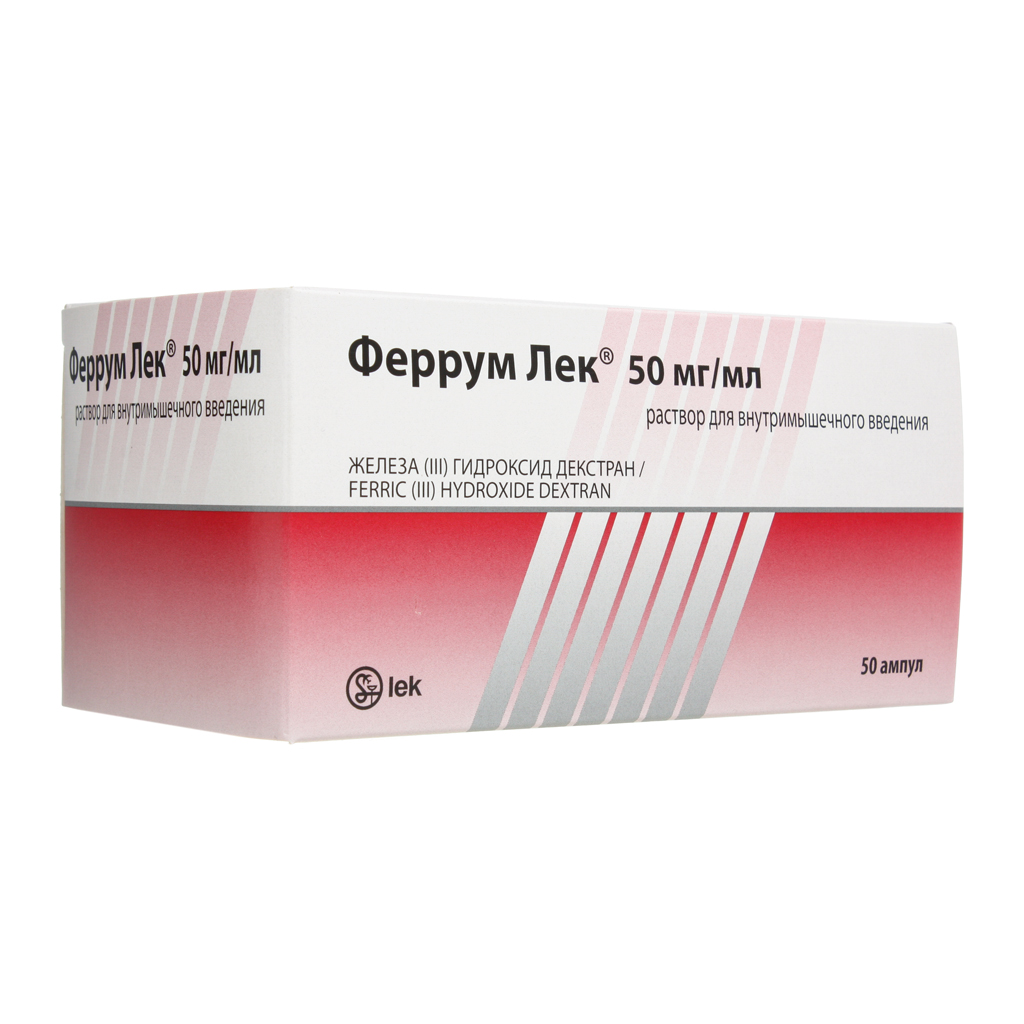 Феррум Лек® 50 мг/мл
раствор для внутримышечного введения
Феррум Лек® 50 мг/мл
раствор для внутримышечного введения
ЖЕЛЕЗА (III) ГИДРОКСИД ДЕКСТРАН /
FERRIC (III) HYDROXIDE DEXTRAN
lek
50 ампул